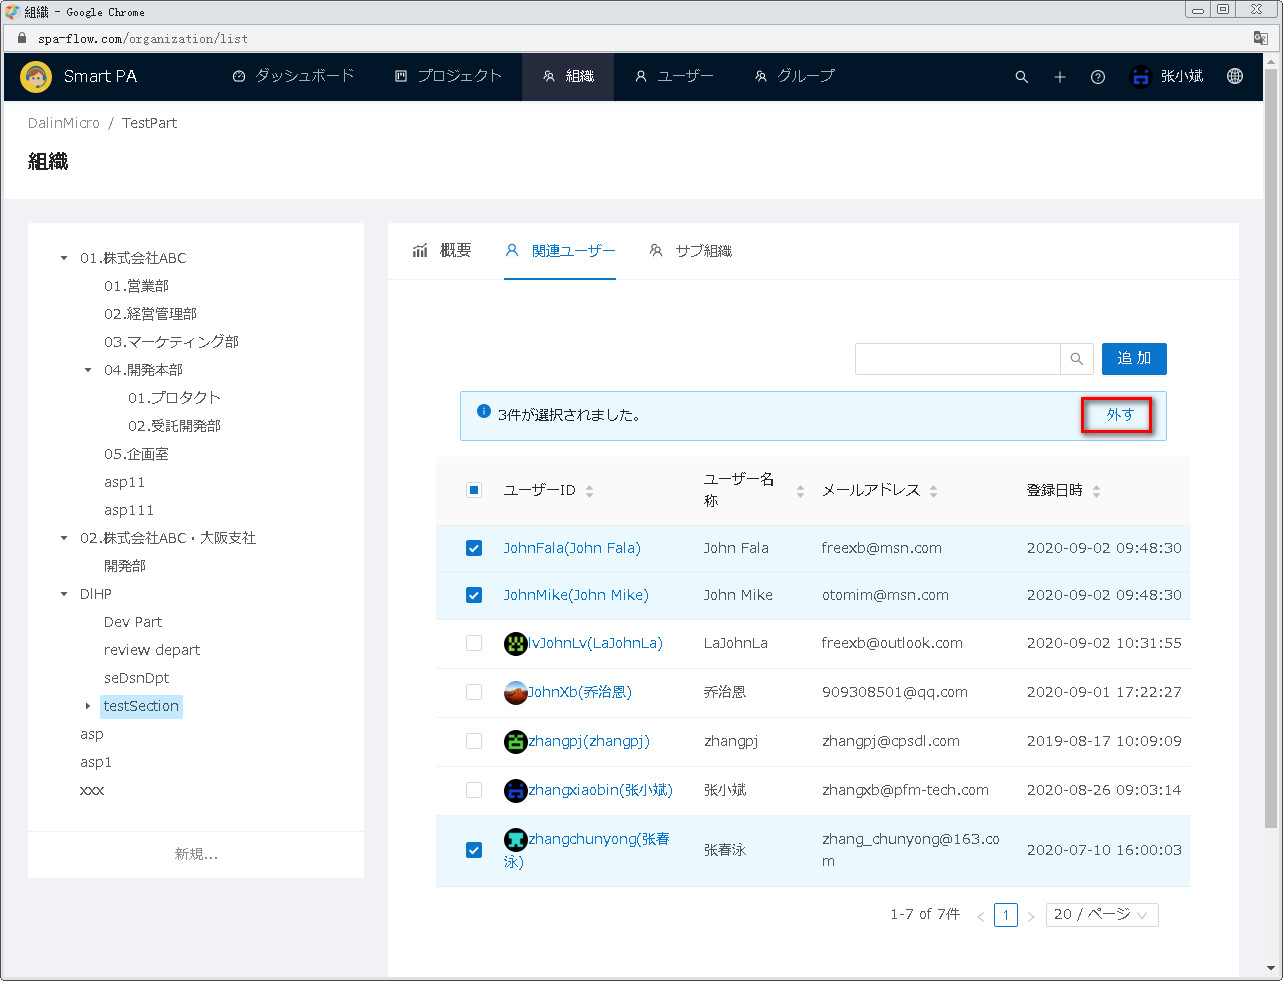 組織 - Google Chrome
spa-flow.com/organization/list
Smart PA
ダッシュボード
プロジェクト
組織
ユーザー
グループ
张小斌
DalinMicro / TestPart
組織
01.株式会社ABC
01.営業部
02.経営管理部
03.マーケティング部
04.開発本部
01.プロタクト
02.受託開発部
05.企画室
asp11
asp111
02.株式会社ABC・大阪支社
開発部
DlHP
Dev Part
review depart
seDsnDpt
testSection
asp
asp1
xxx
新規...
概要
関連ユーザー
サブ組織
追 加
3件が選択されました。
外す
ユーザーID
ユーザー名
称
メールアドレス
登録日時
JohnFala(John Fala) John Fala freexb@msn.com 2020-09-02 09:48:30
JohnMike(John Mike) John Mike otomim@msn.com 2020-09-02 09:48:30
lvJohnLv(LaJohnLa) LaJohnLa freexb@outlook.com 2020-09-02 10:31:55
JohnXb(乔治恩) 乔治恩 909308501@qq.com 2020-09-01 17:22:27
zhangpj(zhangpj) zhangpj zhangpj@cpsdl.com 2019-08-17 10:09:09
zhangxiaobin(张小斌) 张小斌 zhangxb@pfm-tech.com 2020-08-26 09:03:14
zhangchunyong(张春
泳)
张春泳
zhang_chunyong@163.co
m
2020-07-10 16:00:03
1-7 of 7件 < 1 > 20 / ページ